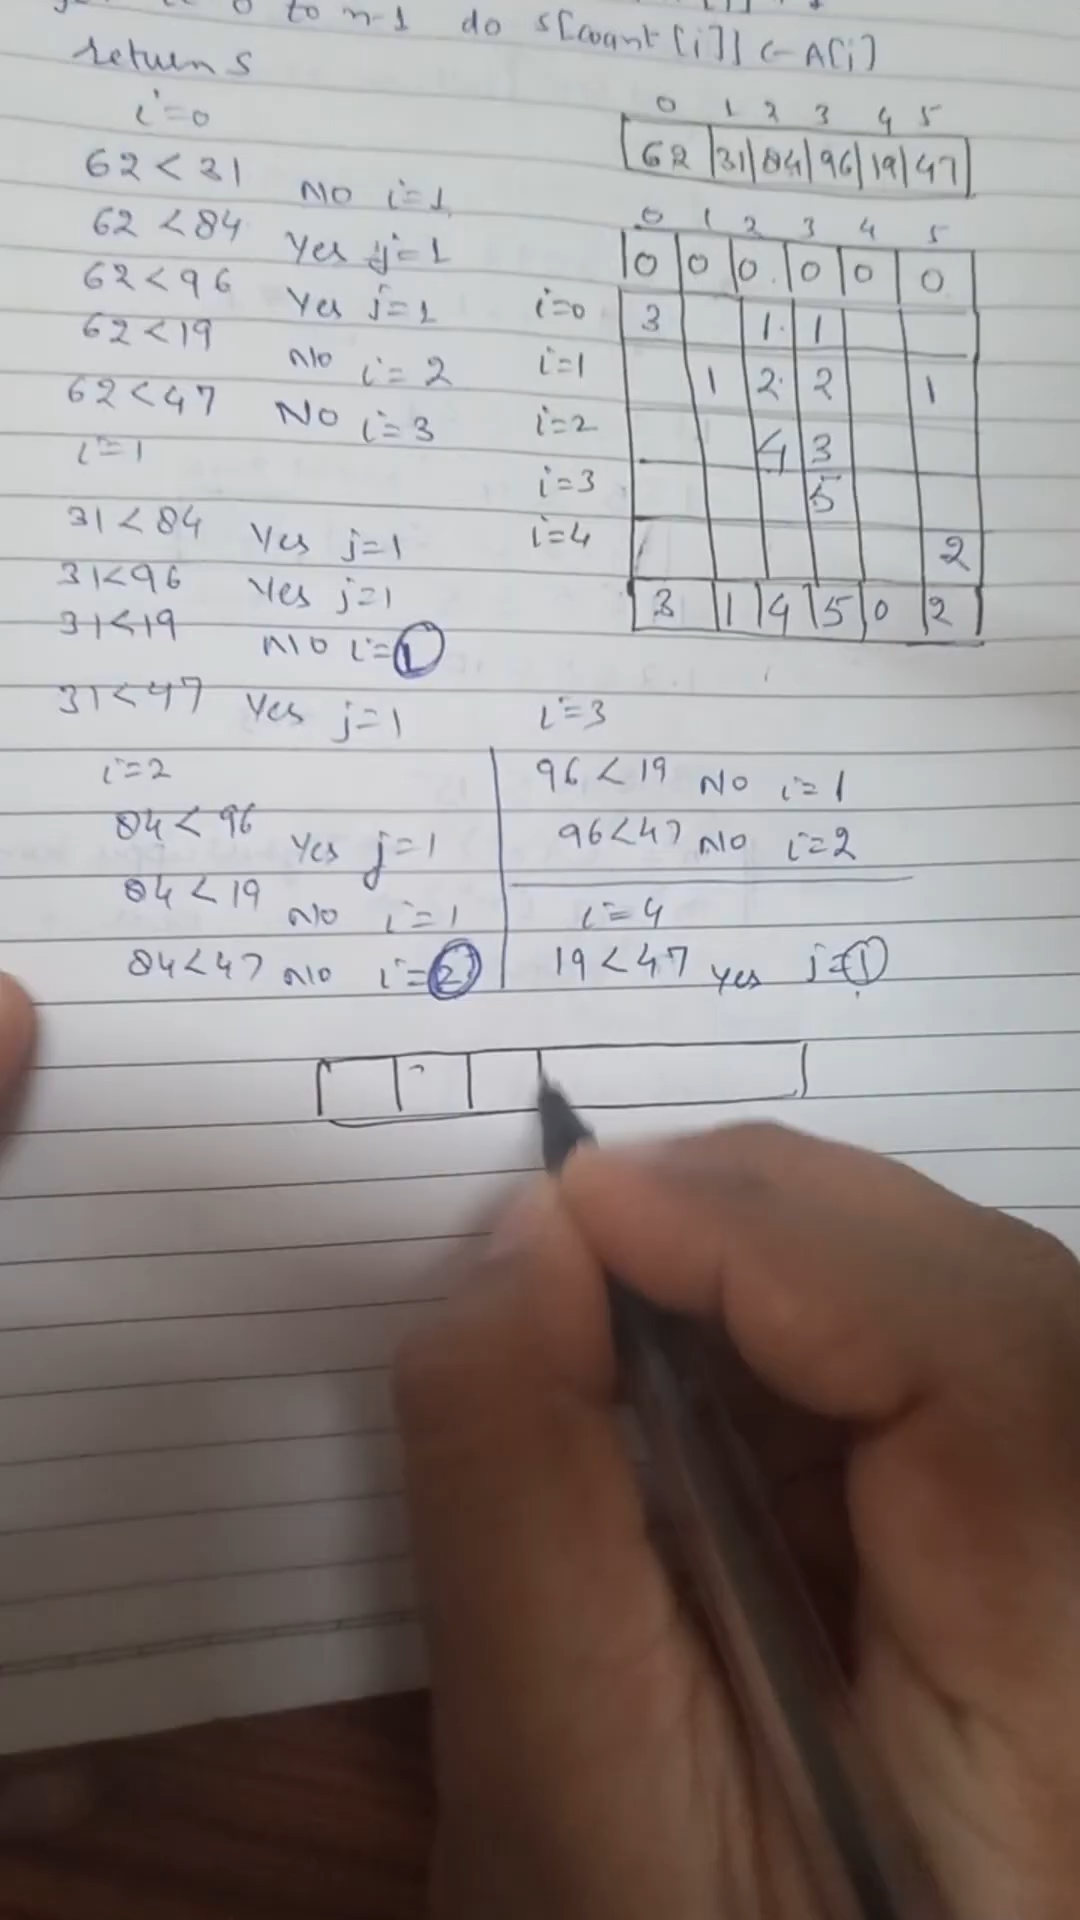 0 to n-1 do S[count[i]] ← A[i]
return S
i=0
62 < 31 NO i=1
62 < 84 Yes j=1
62 < 96 Yes j=1
62 < 19 NO i=2
62 < 47 NO i=3
i=1
31 < 84 Yes j=1
31 < 96 Yes j=1
31 < 19 NO i=1
31 < 47 Yes j=1
i=2
84 < 96 Yes j=1
84 < 19 NO i=1
84 < 47 NO i=2
0 1 2 3 4 5
62 31 84 96 19 47
0 1 2 3 4 5
0 0 0 0 0 0
i=0 3 1 1
i=1 1 2 2 1
i=2 4 3
i=3 5
i=4 2
3 1 4 5 0 2
i=3
96 < 19 NO i=1
96 < 47 NO i=2
i=4
19 < 47 Yes j=1